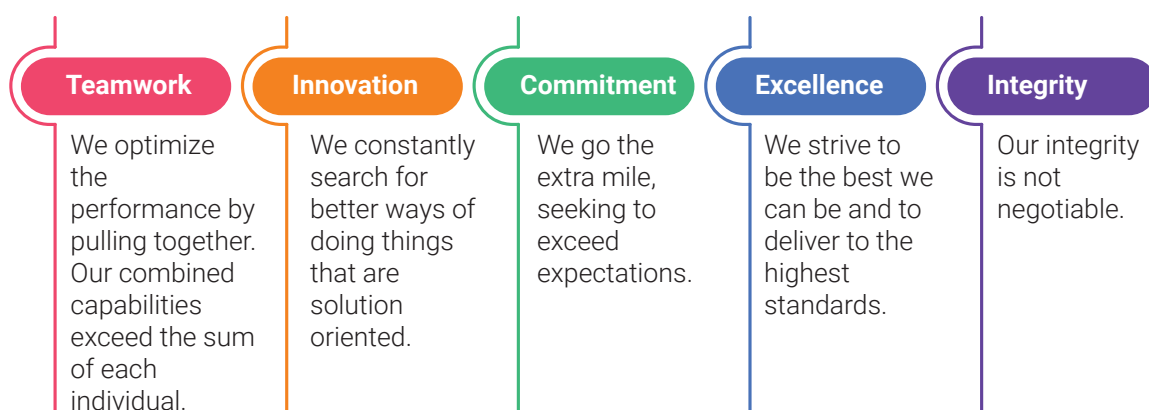 Teamwork
We optimize
the
performance by
pulling together.
Our combined
capabilities
exceed the sum
of each
individual.
Innovation
We constantly
search for
better ways of
doing things
that are
solution
oriented.
Commitment
We go the
extra mile,
seeking to
exceed
expectations.
Excellence
We strive to
be the best we
can be and to
deliver to the
highest
standards.
Integrity
Our integrity
is not
negotiable.